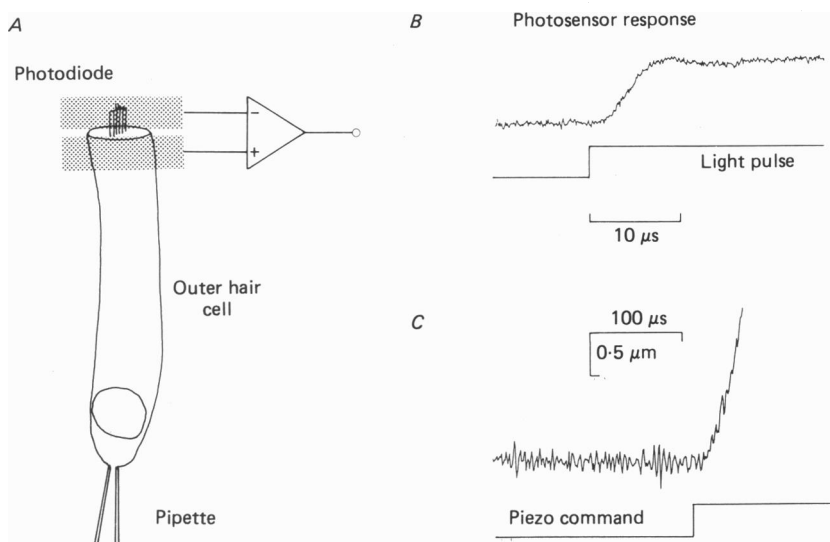 A
Photodiode
−
+
Outer hair
cell
Pipette
B
Photosensor response
Light pulse
10 μs
C
100 μs
0·5 μm
Piezo command